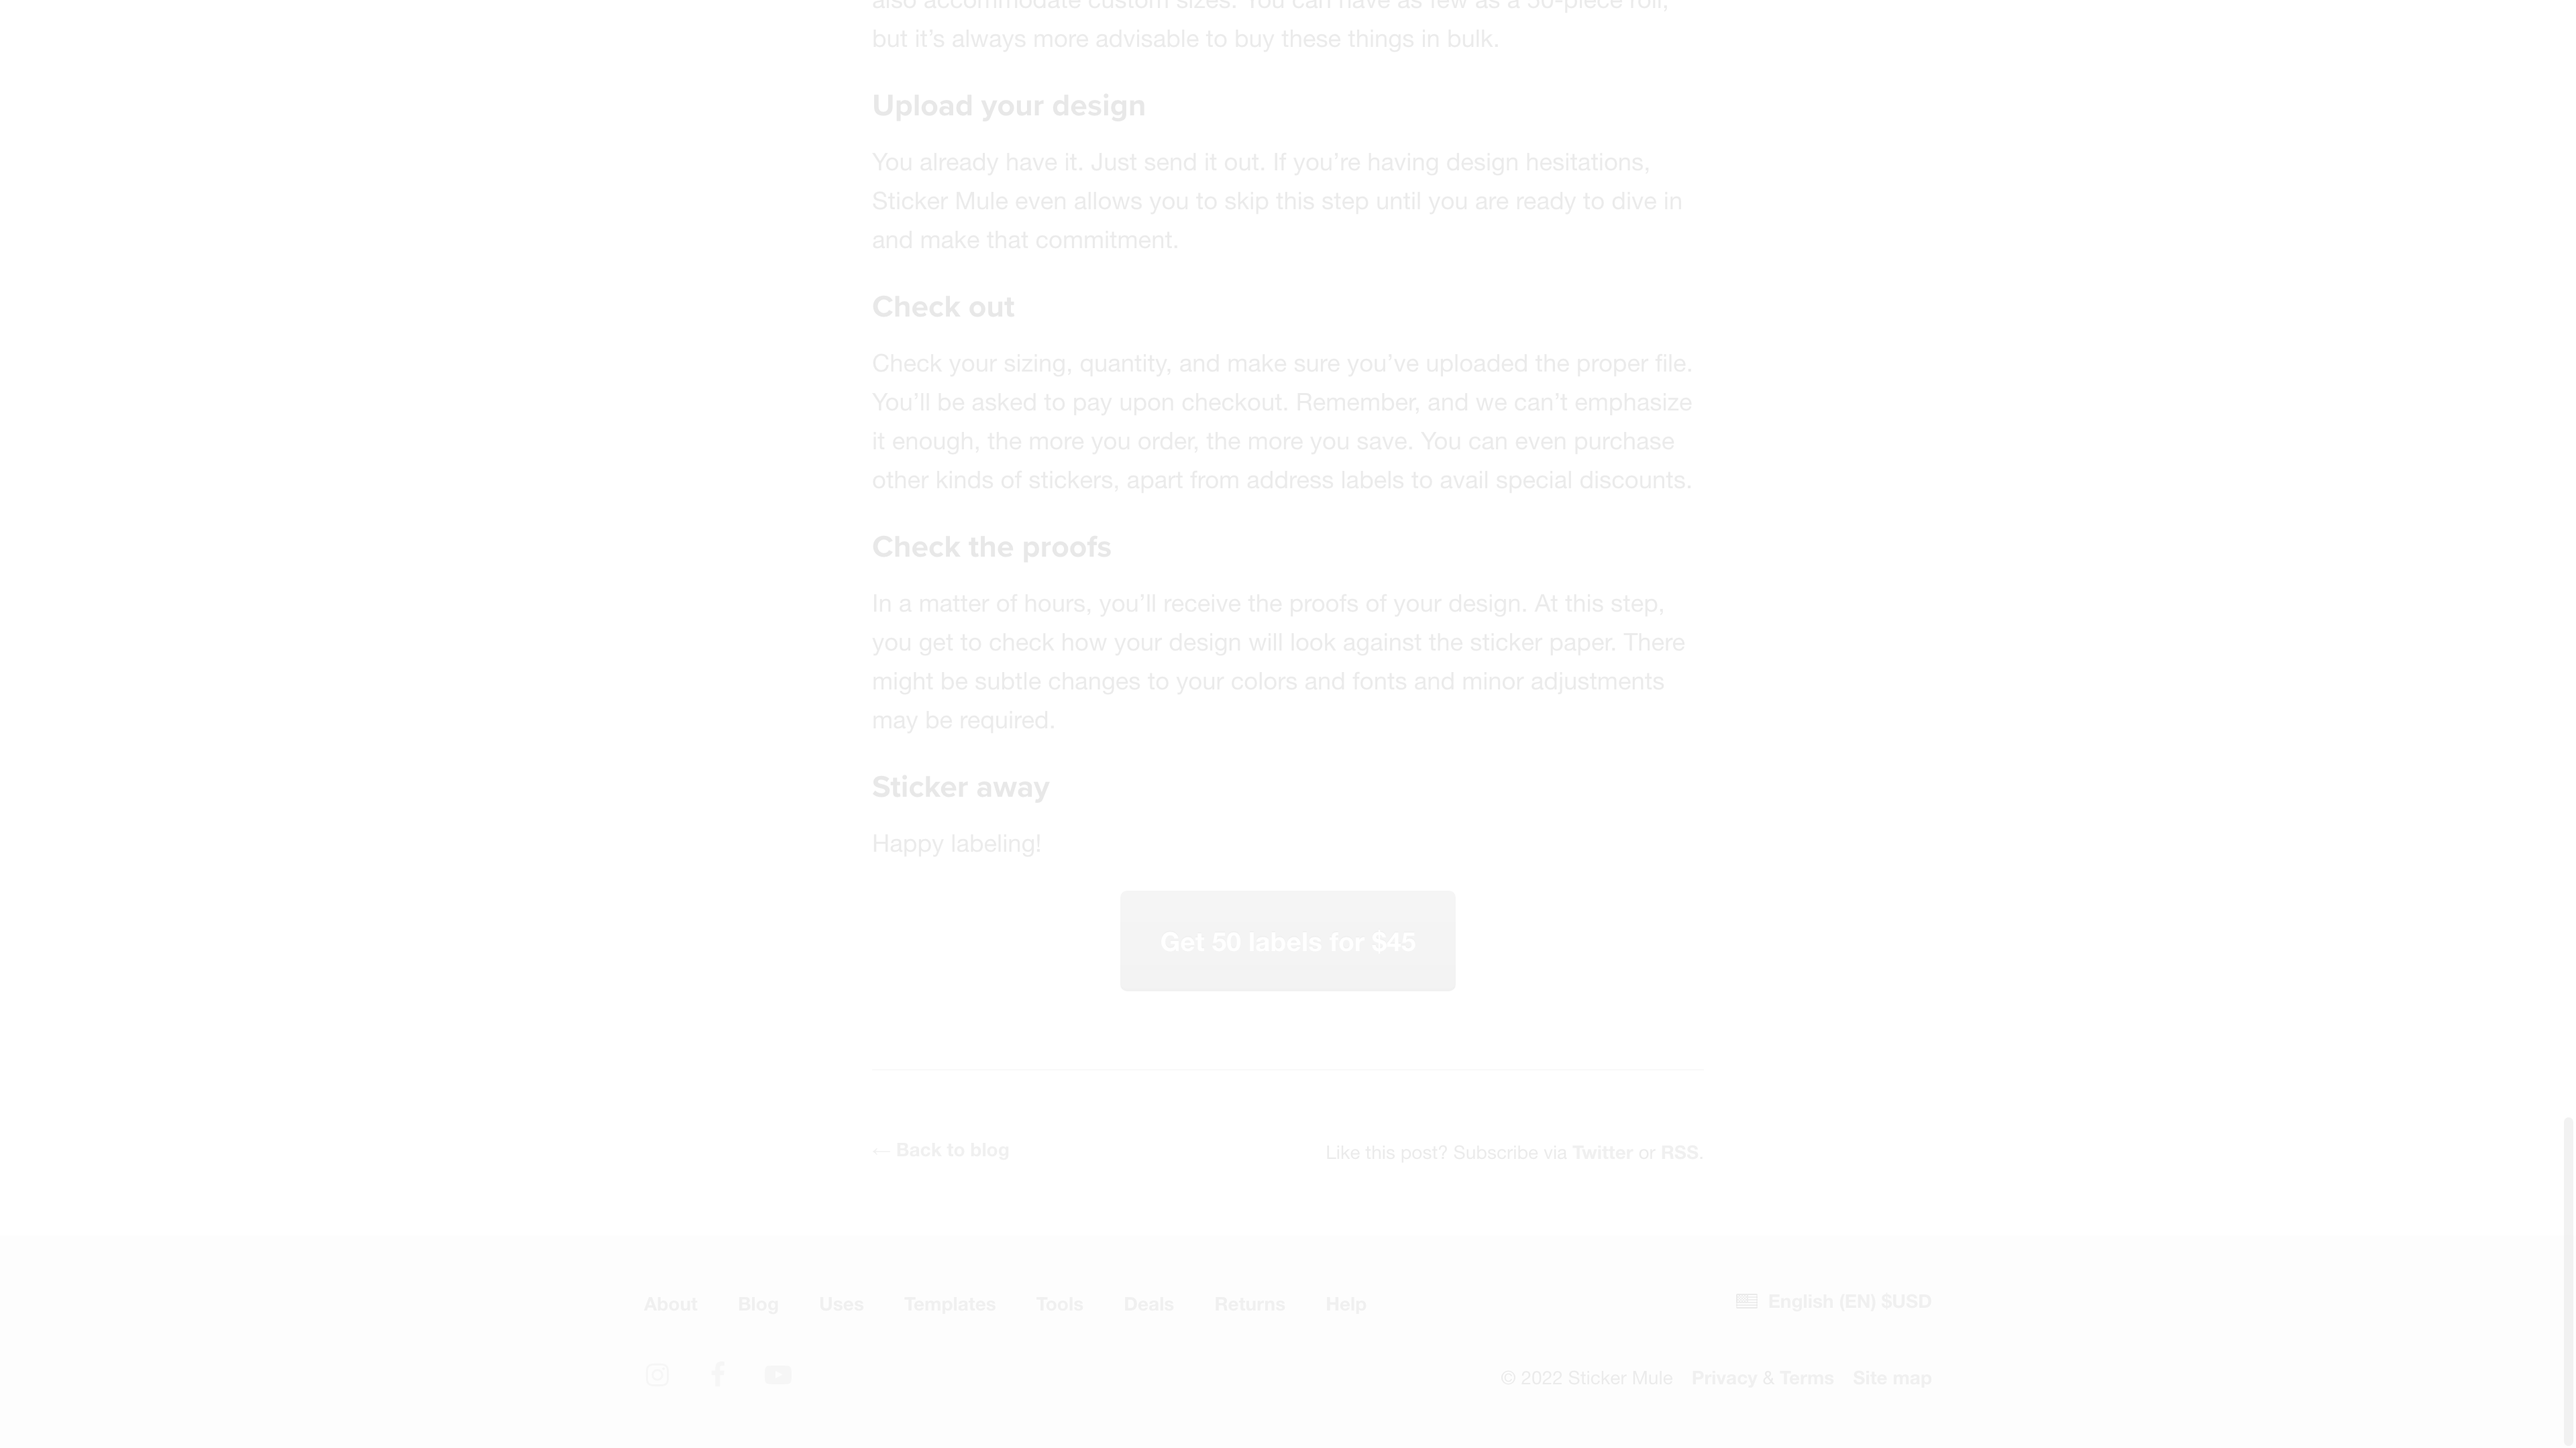 also accommodate custom sizes. You can have as few as a 50-piece roll,
but it’s always more advisable to buy these things in bulk.
Upload your design
You already have it. Just send it out. If you’re having design hesitations,
Sticker Mule even allows you to skip this step until you are ready to dive in
and make that commitment.
Check out
Check your sizing, quantity, and make sure you’ve uploaded the proper file.
You’ll be asked to pay upon checkout. Remember, and we can’t emphasize
it enough, the more you order, the more you save. You can even purchase
other kinds of stickers, apart from address labels to avail special discounts.
Check the proofs
In a matter of hours, you’ll receive the proofs of your design. At this step,
you get to check how your design will look against the sticker paper. There
might be subtle changes to your colors and fonts and minor adjustments
may be required.
Sticker away
Happy labeling!
Get 50 labels for $45
← Back to blog
Like this post? Subscribe via Twitter or RSS.
About Blog Uses Templates Tools Deals Returns Help
English (EN) $USD
© 2022 Sticker Mule Privacy & Terms Site map